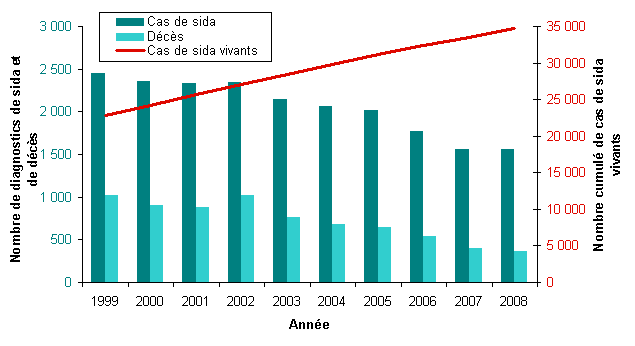 Cas de sida
Décès
Cas de sida vivants
3 000
2 500
2 000
1 500
1 000
500
0
35 000
30 000
25 000
20 000
15 000
10 000
5 000
0
Nombre de diagnostics de sida et
de décès
Nombre cumulé de cas de sida
vivants
1999 2000 2001 2002 2003 2004 2005 2006 2007 2008
Année